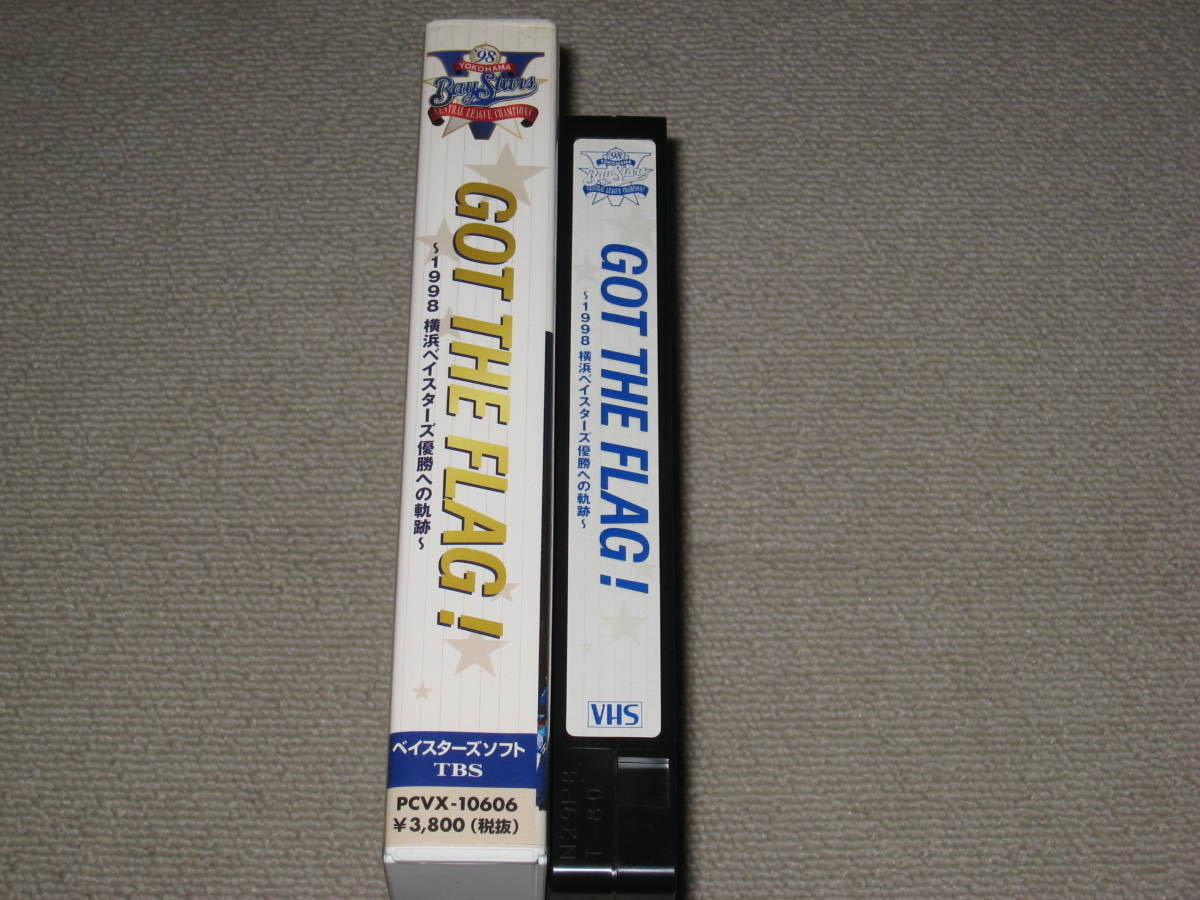 '98
YOKOHAMA
BayStars
CENTRAL LEAGUE CHAMPIONS
GOT THE FLAG!
～1998 横浜ベイスターズ優勝への軌跡～
ベイスターズソフト
TBS
PCVX-10606
¥3,800(税抜)
'98
YOKOHAMA
BayStars
CENTRAL LEAGUE CHAMPIONS
GOT THE FLAG!
～1998 横浜ベイスターズ優勝への軌跡～
VHS
N29P8
T-80